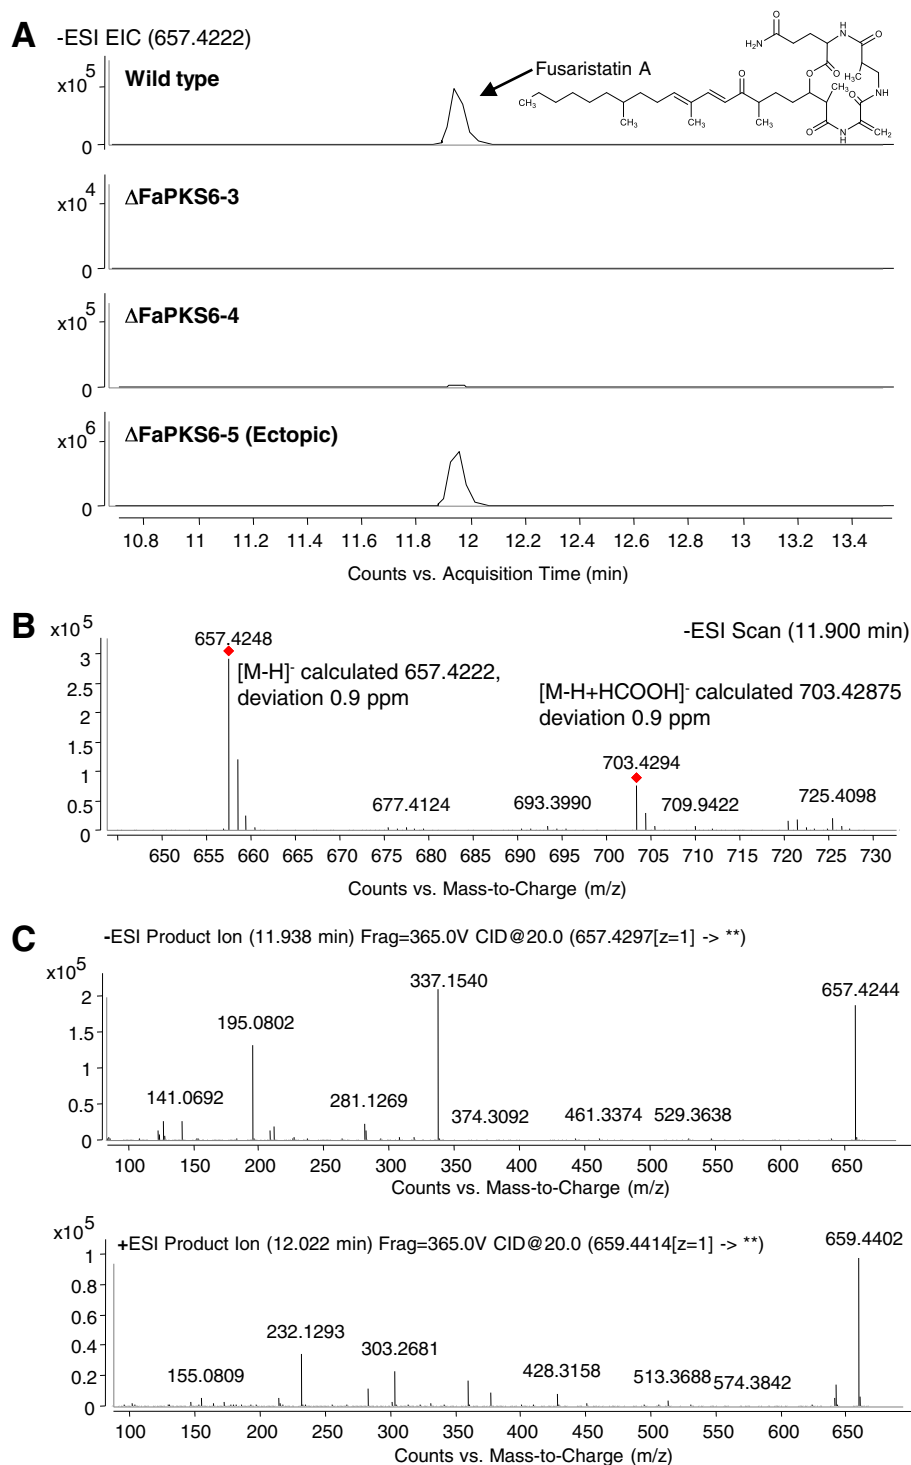 A
-ESI EIC (657.4222)
x10^5
Wild type
Fusaristatin A
0
O
H2N
H
N
O
O
O
H3C
NH
O
CH3
O
O
N
H
CH2
CH3
CH3
CH3
CH3
x10^4
ΔFaPKS6-3
0
x10^5
ΔFaPKS6-4
0
x10^6
ΔFaPKS6-5 (Ectopic)
0
10.8 11 11.2 11.4 11.6 11.8 12 12.2 12.4 12.6 12.8 13 13.2 13.4
Counts vs. Acquisition Time (min)
B
x10^5
-ESI Scan (11.900 min)
657.4248
[M-H]- calculated 657.4222,
deviation 0.9 ppm
[M-H+HCOOH]- calculated 703.42875
deviation 0.9 ppm
703.4294
677.4124
693.3990
709.9422
725.4098
3
2.5
2
1.5
1
0.5
0
650 655 660 665 670 675 680 685 690 695 700 705 710 715 720 725 730
Counts vs. Mass-to-Charge (m/z)
C
-ESI Product Ion (11.938 min) Frag=365.0V CID@20.0 (657.4297[z=1] -> **)
x10^5
337.1540
657.4244
195.0802
141.0692
281.1269
374.3092
461.3374
529.3638
2
1.5
1
0.5
0
100 150 200 250 300 350 400 450 500 550 600 650
Counts vs. Mass-to-Charge (m/z)
x10^5
+ESI Product Ion (12.022 min) Frag=365.0V CID@20.0 (659.4414[z=1] -> **)
659.4402
232.1293
303.2681
155.0809
428.3158
513.3688
574.3842
1
0.8
0.6
0.4
0.2
0
100 150 200 250 300 350 400 450 500 550 600 650
Counts vs. Mass-to-Charge (m/z)